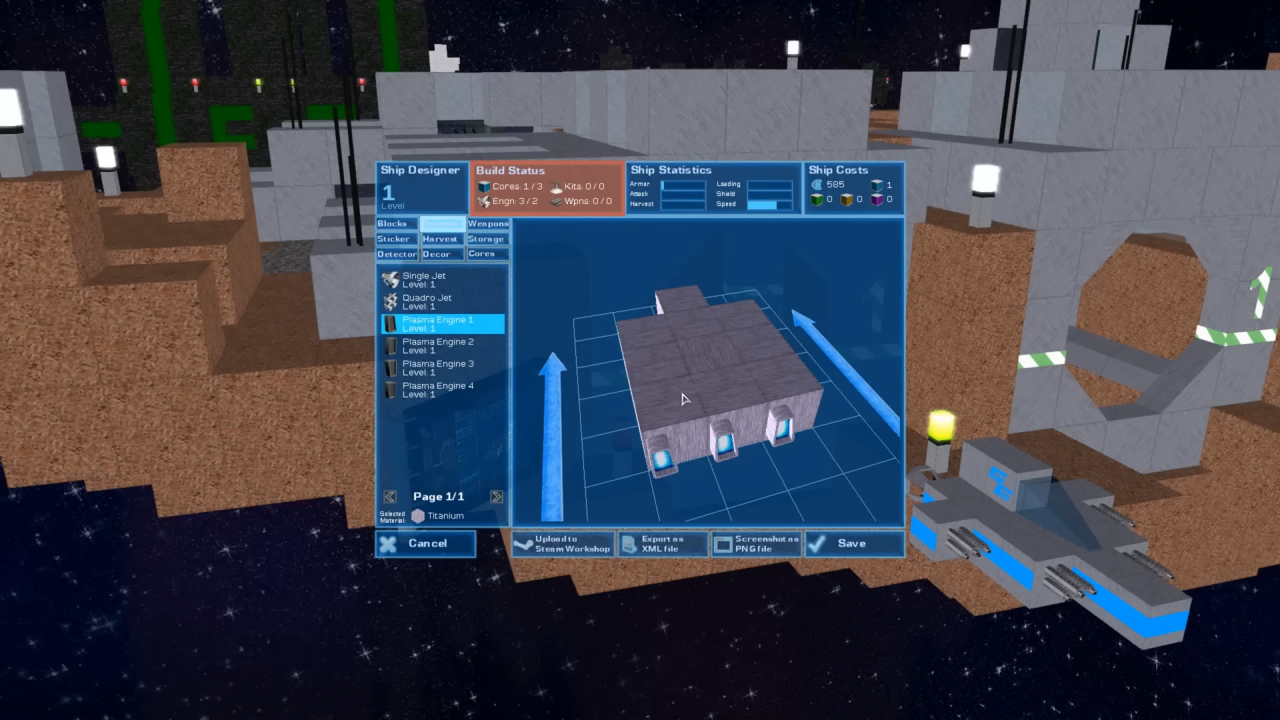 Ship Designer
1
Level
Build Status
Cores: 1 / 3
Kits: 0 / 0
Engn: 3 / 2
Wpns: 0 / 0
Ship Statistics
Armor
Attack
Harvest
Loading
Shield
Speed
Ship Costs
585
1
0
0
0
Blocks
Weapons
Sticker
Harvest
Storage
Detector
Decor
Cores
Single Jet
Level: 1
Quadro Jet
Level: 1
Plasma Engine 1
Level: 1
Plasma Engine 2
Level: 1
Plasma Engine 3
Level: 1
Plasma Engine 4
Level: 1
Page 1/1
Selected
Material:
Titanium
Cancel
Upload to
Steam Workshop
Export as
XML file
Screenshot as
PNG file
Save